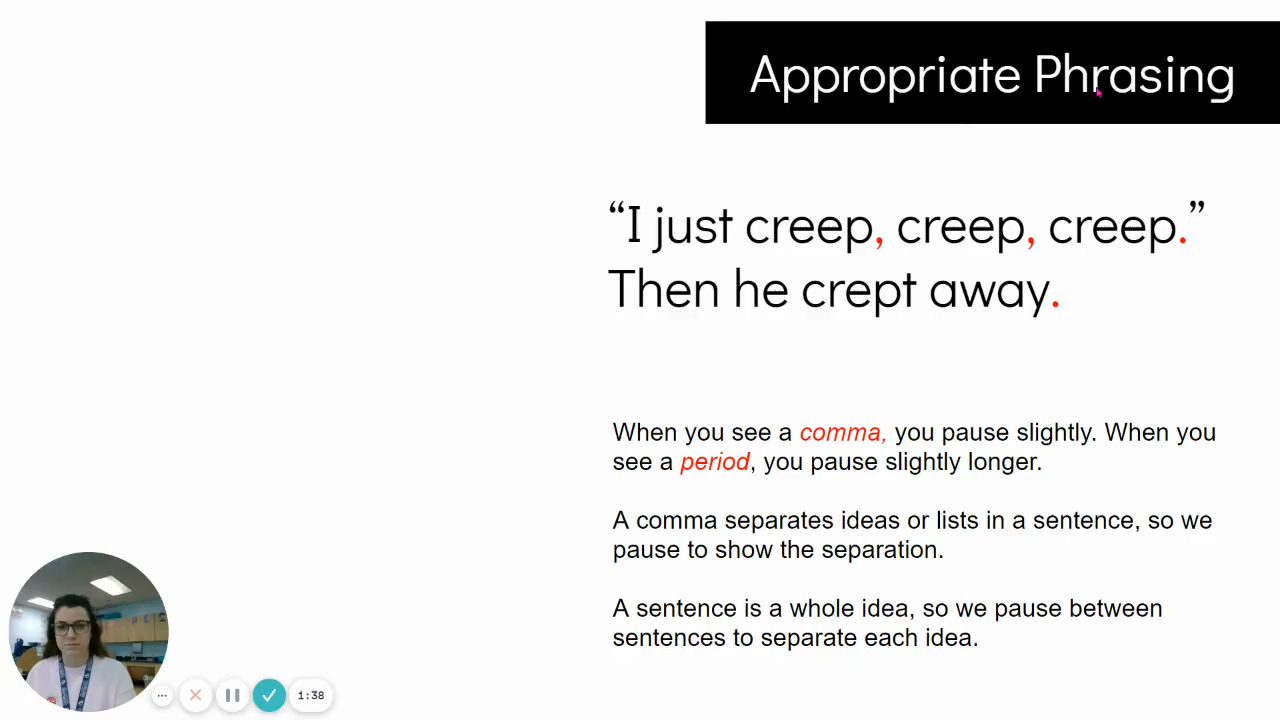 Appropriate Phrasing
“I just creep, creep, creep.”
Then he crept away.
When you see a comma, you pause slightly. When you
see a period, you pause slightly longer.
A comma separates ideas or lists in a sentence, so we
pause to show the separation.
A sentence is a whole idea, so we pause between
sentences to separate each idea.
1:38